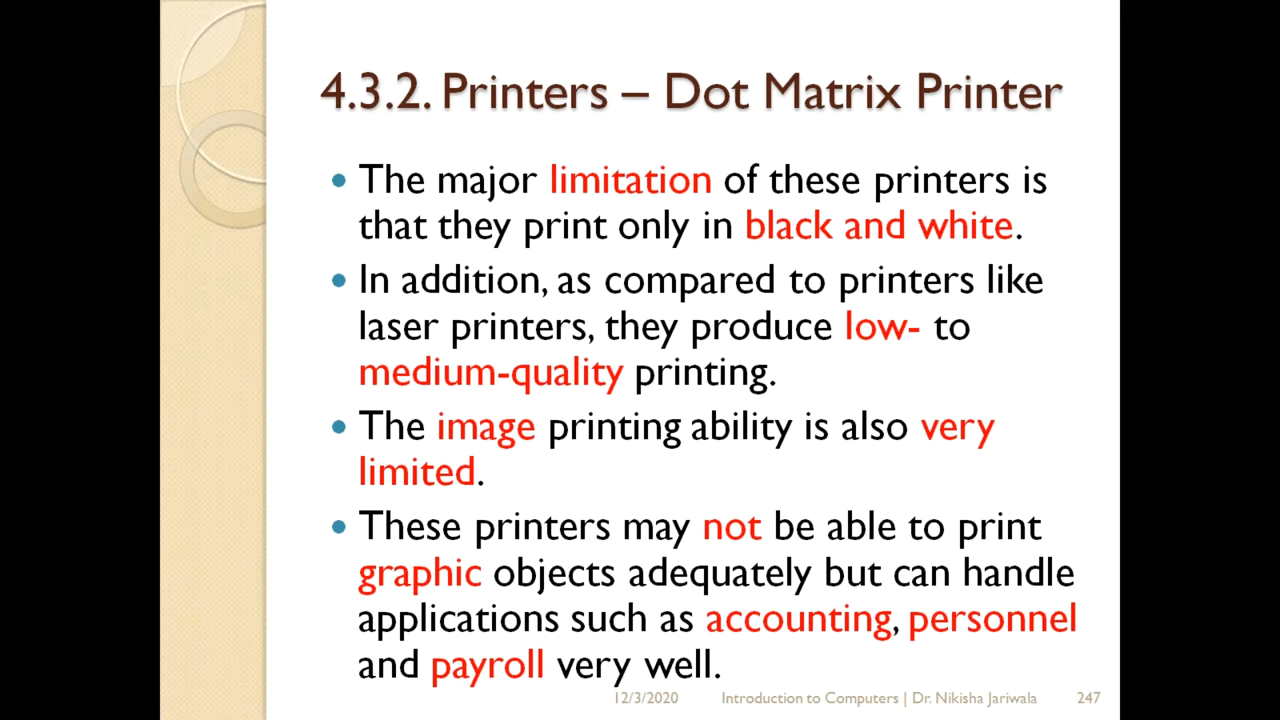 4.3.2. Printers – Dot Matrix Printer
• The major limitation of these printers is
that they print only in black and white.
• In addition, as compared to printers like
laser printers, they produce low- to
medium-quality printing.
• The image printing ability is also very
limited.
• These printers may not be able to print
graphic objects adequately but can handle
applications such as accounting, personnel
and payroll very well.
12/3/2020 Introduction to Computers | Dr. Nikisha Jariwala 247